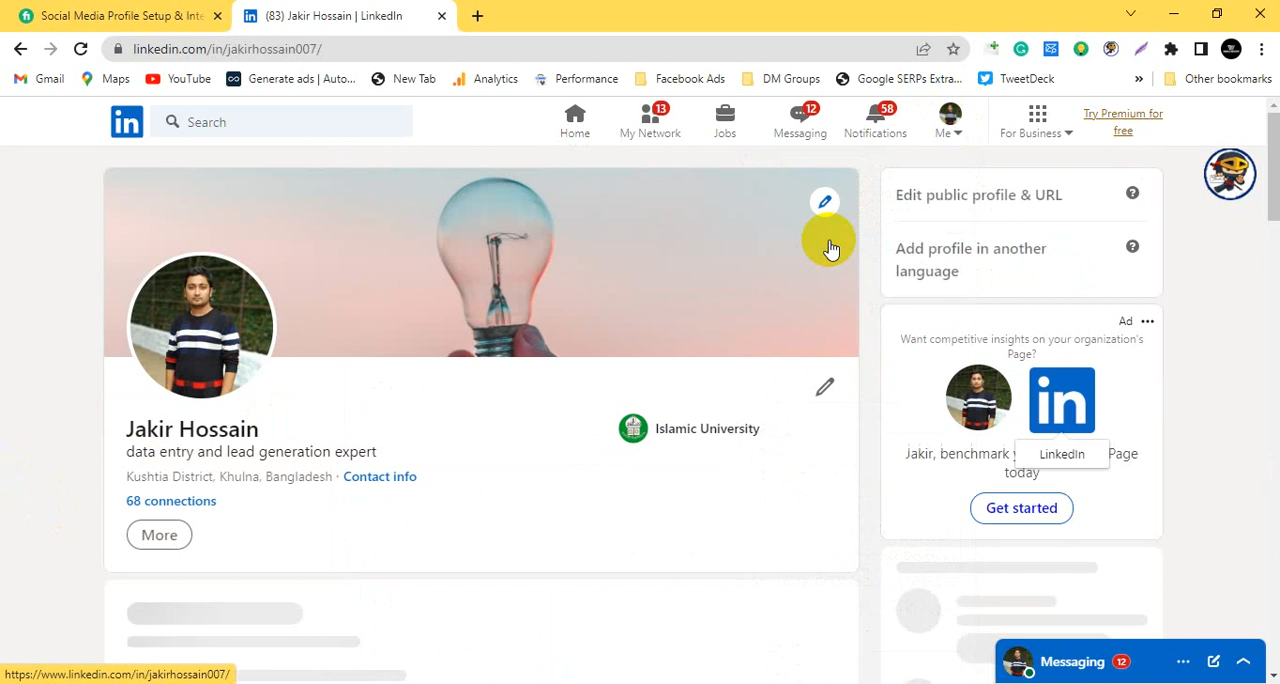 Social Media Profile Setup & Inte
(83) Jakir Hossain | LinkedIn
linkedin.com/in/jakirhossain007/
Gmail
Maps
YouTube
Generate ads | Auto...
New Tab
Analytics
Performance
Facebook Ads
DM Groups
Google SERPs Extra...
TweetDeck
»
Other bookmarks
in
Search
Home
13
My Network
Jobs
12
Messaging
58
Notifications
Me
For Business
Try Premium for
free
Edit public profile & URL
Add profile in another
language
Ad
Want competitive insights on your organization's
Page?
in
LinkedIn
Jakir, benchmark Page
today
Get started
Jakir Hossain
data entry and lead generation expert
Kushtia District, Khulna, Bangladesh · Contact info
68 connections
More
Islamic University
Messaging 12
https://www.linkedin.com/in/jakirhossain007/